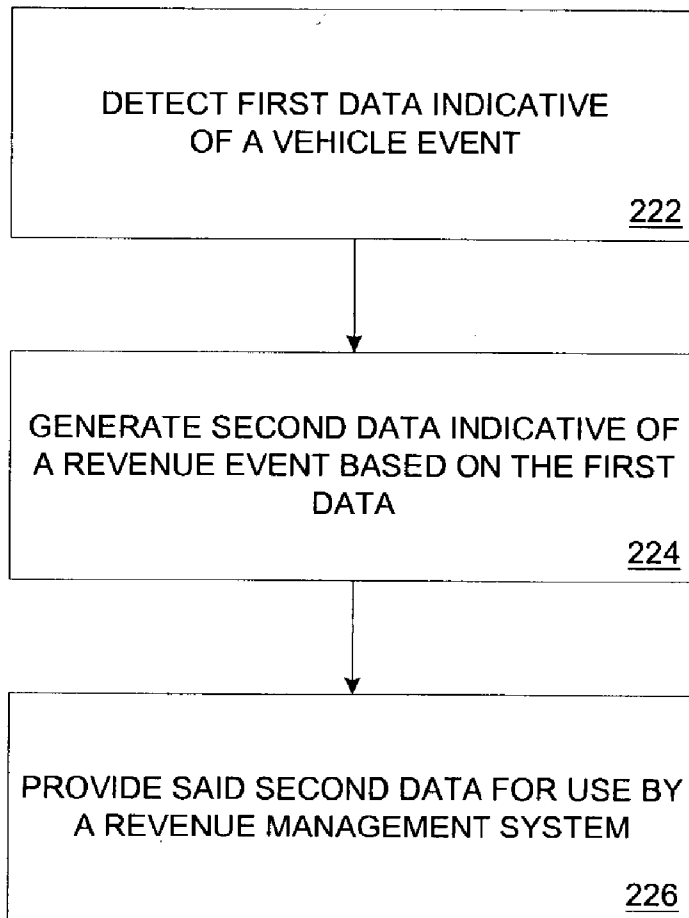 DETECT FIRST DATA INDICATIVE
OF A VEHICLE EVENT
222
GENERATE SECOND DATA INDICATIVE OF
A REVENUE EVENT BASED ON THE FIRST
DATA
224
PROVIDE SAID SECOND DATA FOR USE BY
A REVENUE MANAGEMENT SYSTEM
226